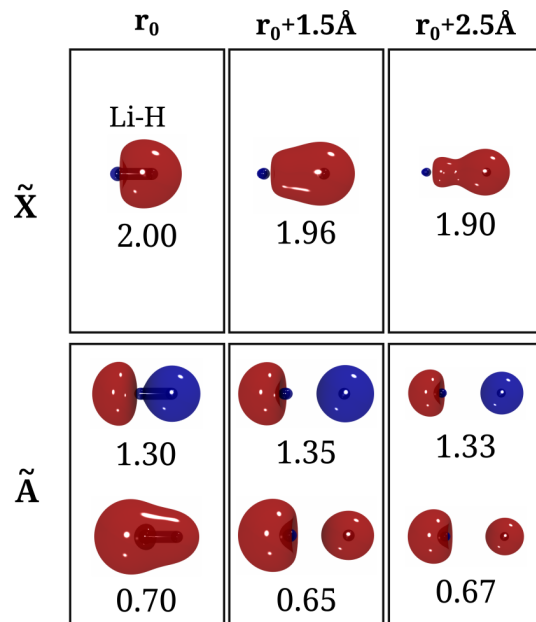 r₀ r₀+1.5Å r₀+2.5Å
Li-H
X̃
2.00 1.96 1.90
1.30 1.35 1.33
Ã
0.70 0.65 0.67